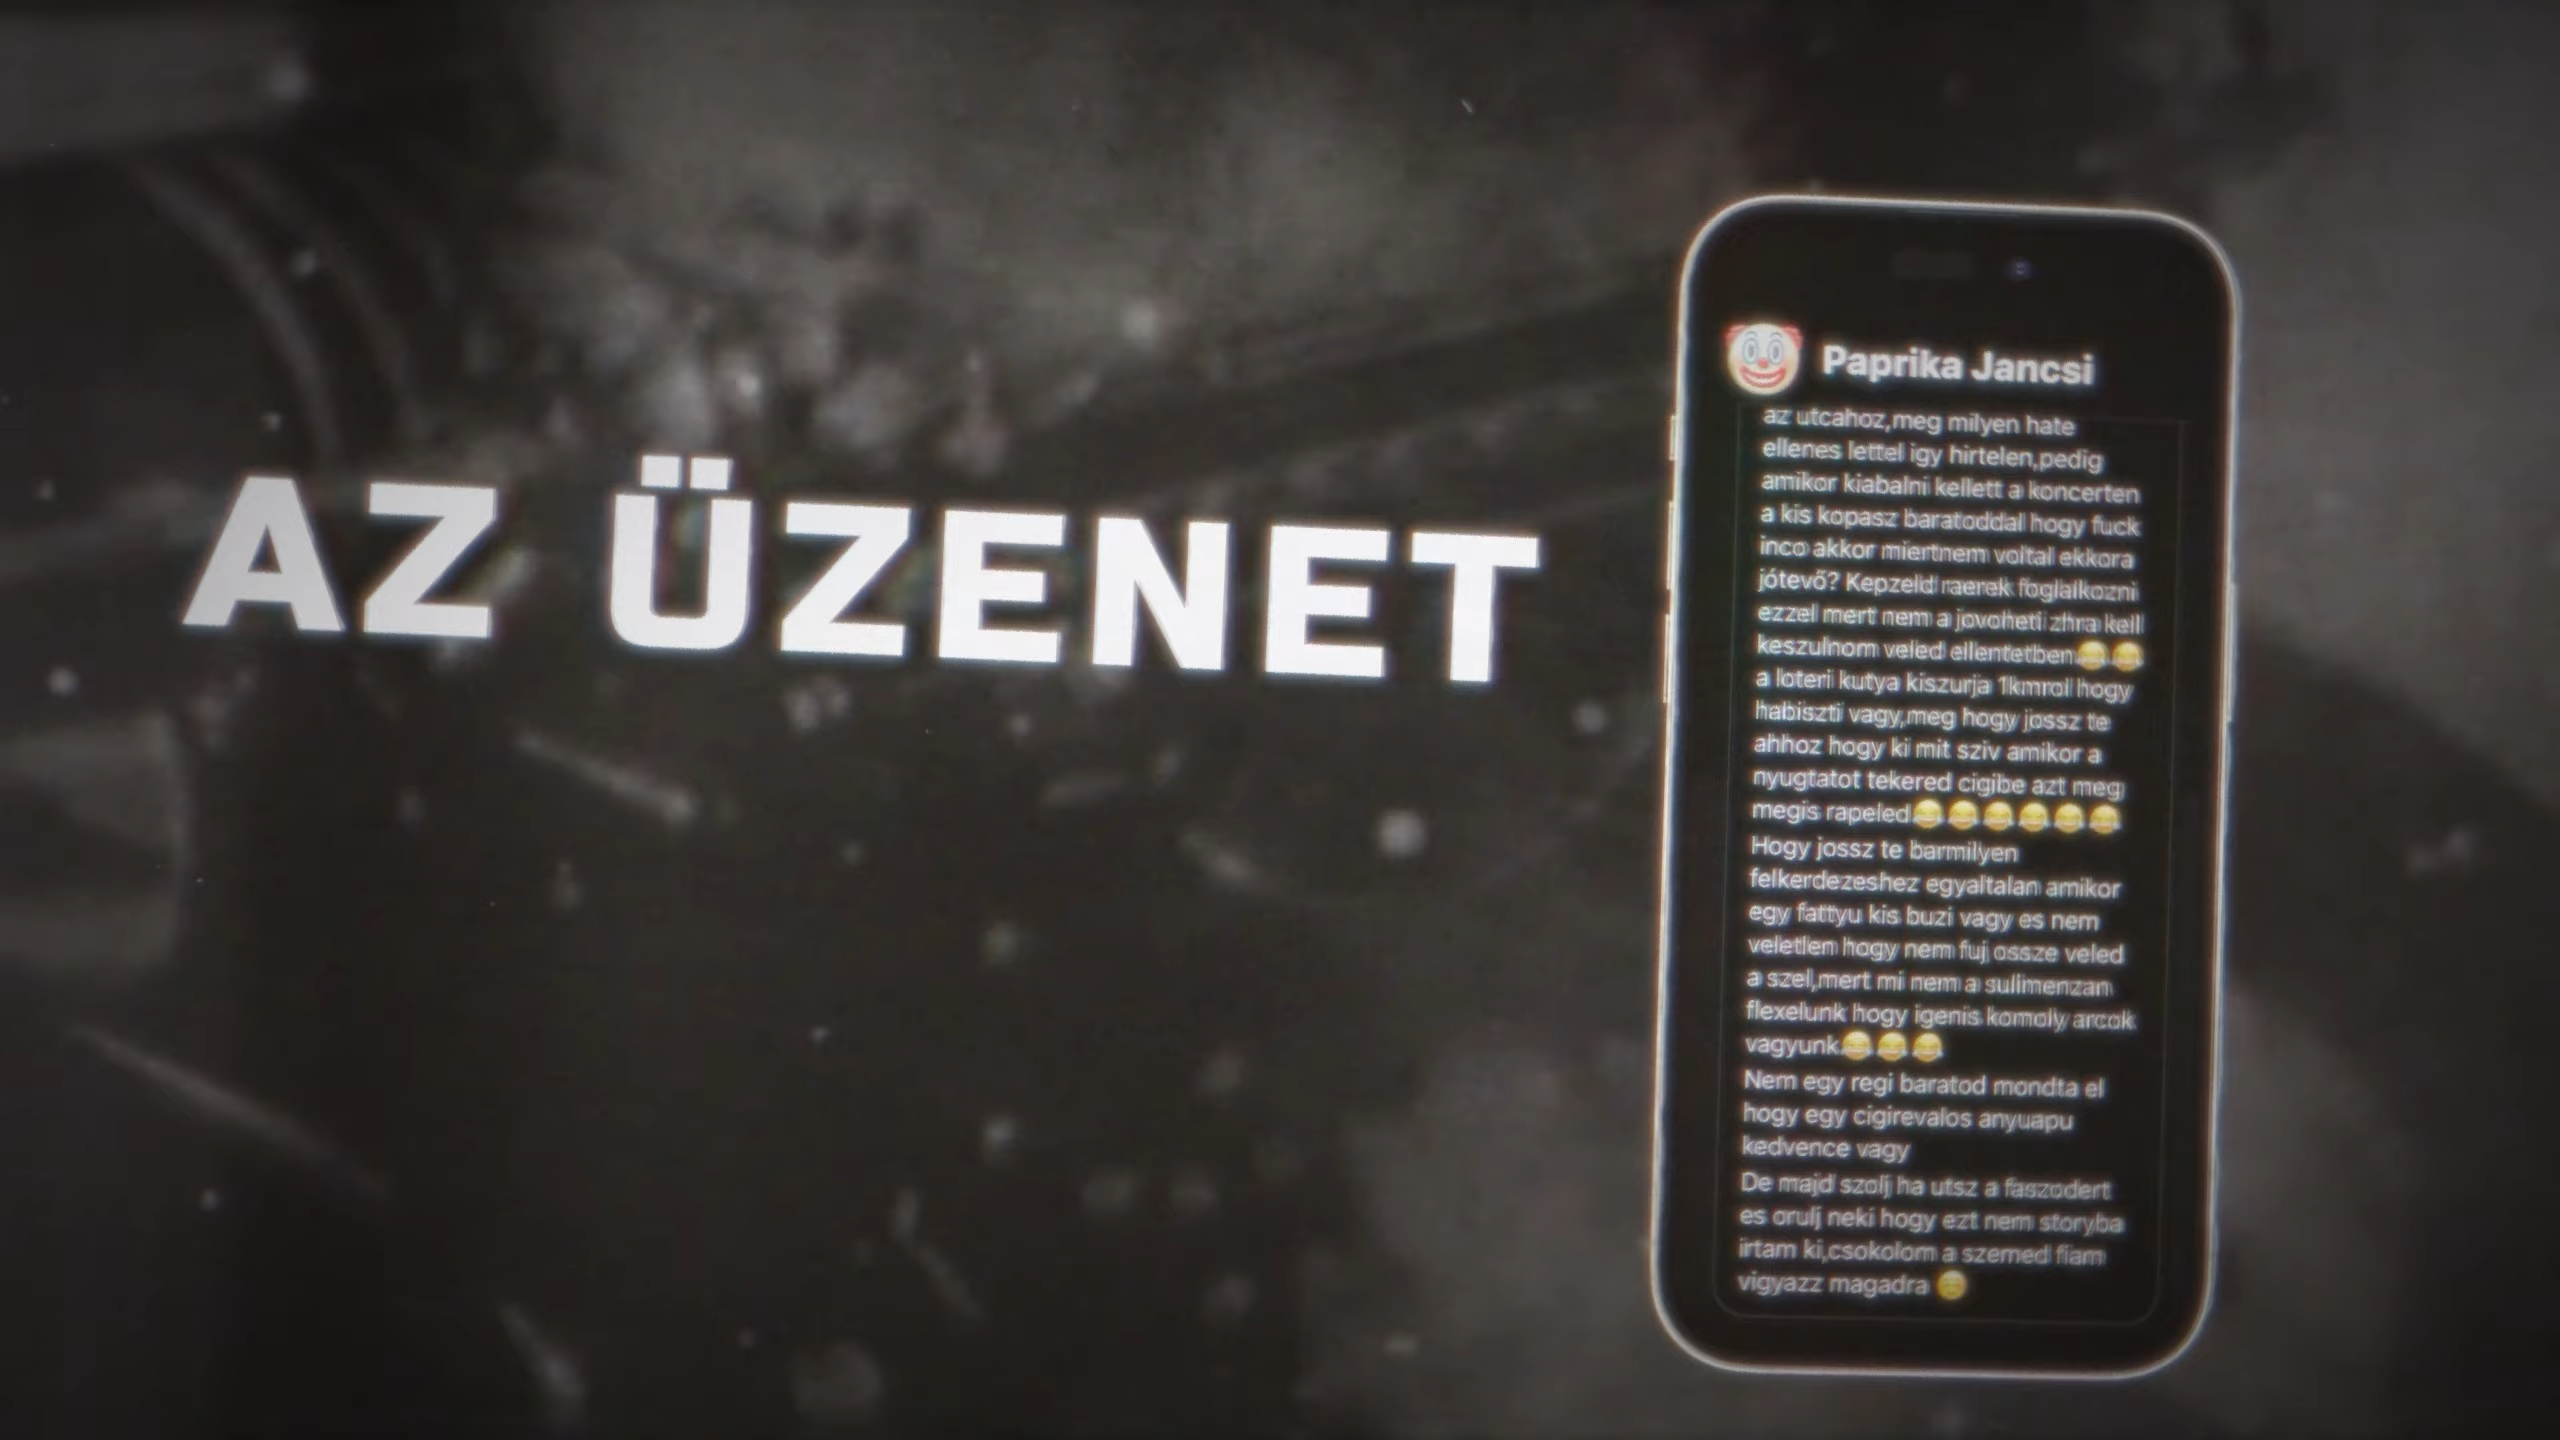 AZ ÜZENET
Paprika Jancsi
az utcahoz,meg milyen hate
ellenes lettel igy hirtelen,pedig
amikor kiabalni kellett a koncerten
a kis kopasz baratoddal hogy fuck
inco akkor miertnem voltal ekkora
jótevő? Kepzeld raerek foglalkozni
ezzel mert nem a jovoheti zhra kell
keszulnom veled ellentetben😂😂
a loteri kutya kiszurja 1kmrol hogy
habiszti vagy,meg hogy jossz te
ahhoz hogy ki mit sziv amikor a
nyugtatot tekered cigibe azt meg
megis rapeled😂😂😂😂😂😂
Hogy jossz te barmilyen
felkerdezeshez egyaltalan amikor
egy fattyu kis buzi vagy es nem
veletlen hogy nem fuj ossze veled
a szel,mert mi nem a sulimenzan
flexelunk hogy igenis komoly arcok
vagyunk😂😂😂
Nem egy regi baratod mondta el
hogy egy cigirevalos anyuapu
kedvence vagy
De majd szolj ha utsz a faszodert
es orulj neki hogy ezt nem storyba
irtam ki,csokolom a szemed fiam
vigyazz magadra